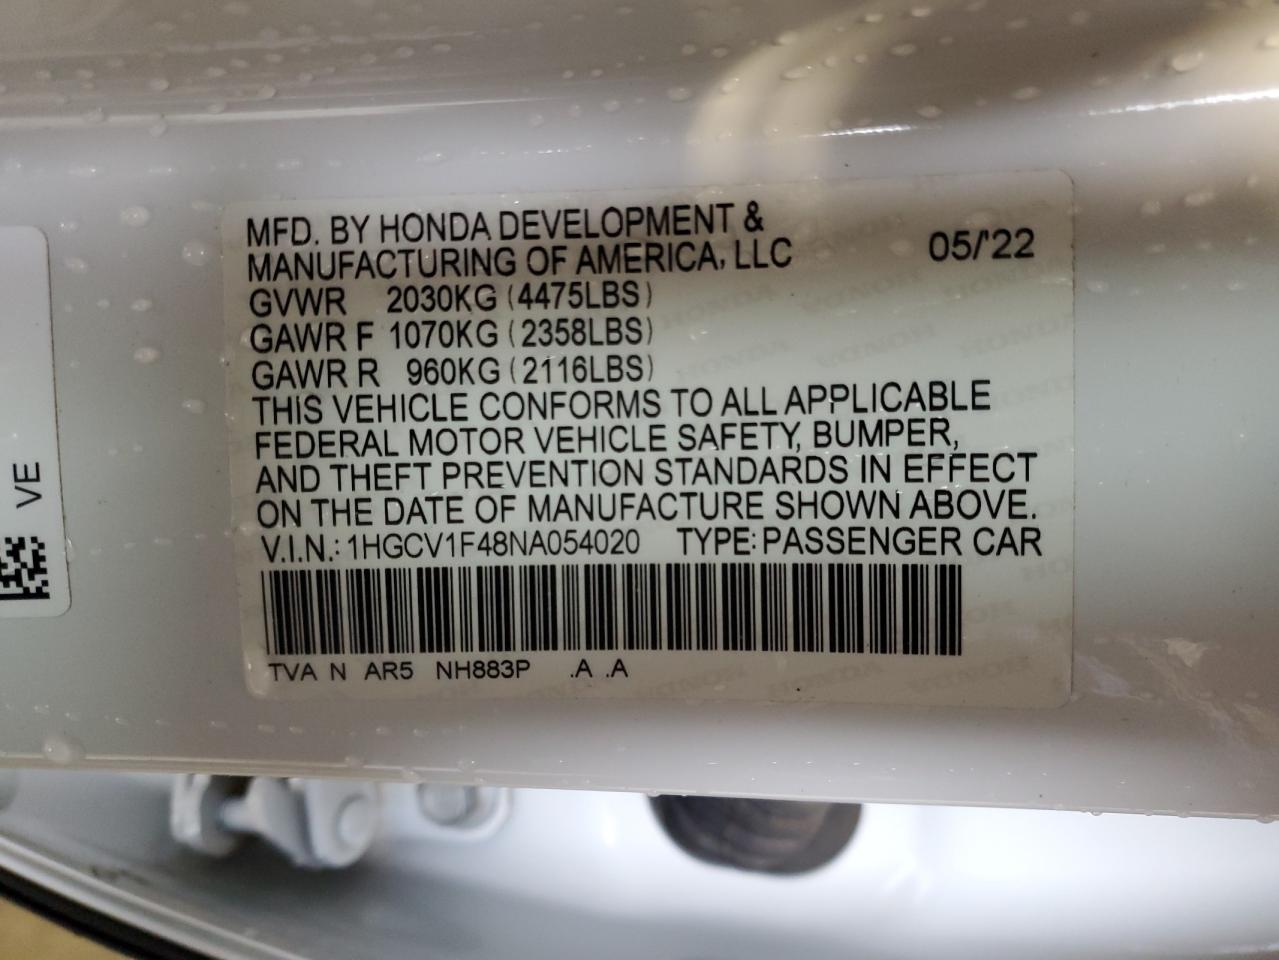 MFD. BY HONDA DEVELOPMENT &
MANUFACTURING OF AMERICA, LLC 05/'22
GVWR 2030KG (4475LBS)
GAWR F 1070KG (2358LBS)
GAWR R 960KG (2116LBS)
THIS VEHICLE CONFORMS TO ALL APPLICABLE
FEDERAL MOTOR VEHICLE SAFETY, BUMPER,
AND THEFT PREVENTION STANDARDS IN EFFECT
ON THE DATE OF MANUFACTURE SHOWN ABOVE.
V.I.N.: 1HGCV1F48NA054020 TYPE: PASSENGER CAR
TVA N AR5 NH883P .A .A
VE